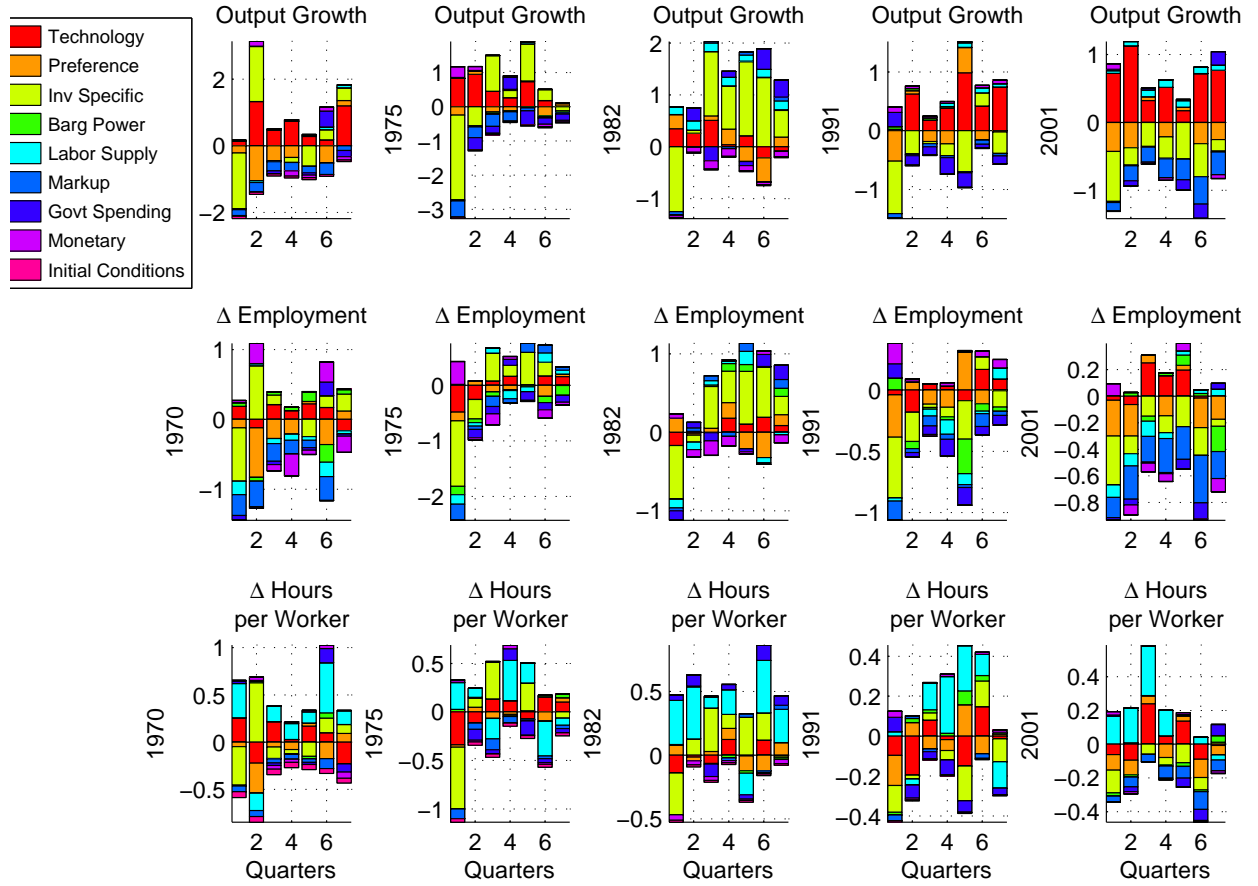 Output Growth
Output Growth
Output Growth
Output Growth
Output Growth
Technology
Preference
Inv Specific
Barg Power
Labor Supply
Markup
Govt Spending
Monetary
Initial Conditions
2
0
−2
2 4 6
1975
1
0
−1
−2
−3
2 4 6
1982
2
1
0
−1
2 4 6
1991
1
0
−1
2 4 6
2001
1
0
−1
2 4 6
Δ Employment
Δ Employment
Δ Employment
Δ Employment
Δ Employment
1970
1
0
−1
2 4 6
1975
0
−1
−2
2 4 6
1982
1
0
−1
2 4 6
1991
0
−0.5
−1
2 4 6
2001
0.2
0
−0.2
−0.4
−0.6
−0.8
2 4 6
Δ Hours
per Worker
Δ Hours
per Worker
Δ Hours
per Worker
Δ Hours
per Worker
Δ Hours
per Worker
1970
1
0.5
0
−0.5
2 4 6
Quarters
1975
0.5
0
−0.5
−1
2 4 6
Quarters
1982
0.5
0
−0.5
2 4 6
Quarters
1991
0.4
0.2
0
−0.2
−0.4
2 4 6
Quarters
2001
0.4
0.2
0
−0.2
−0.4
2 4 6
Quarters